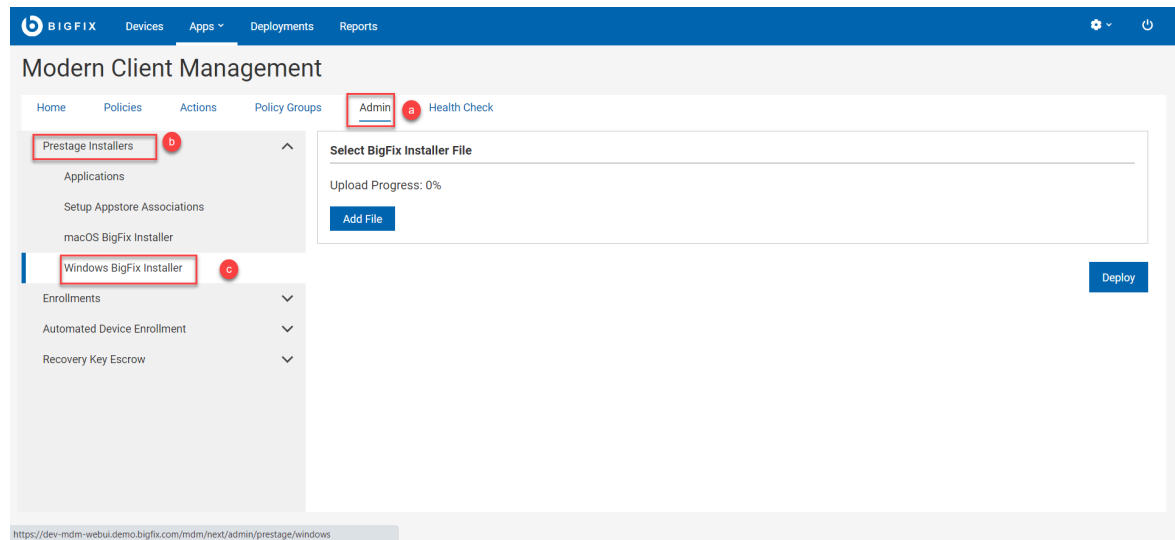 BIGFIX Devices Apps Deployments Reports
Modern Client Management
Home Policies Actions Policy Groups Admin a Health Check
Prestage Installers b
Applications
Setup Appstore Associations
macOS BigFix Installer
Windows BigFix Installer c
Enrollments
Automated Device Enrollment
Recovery Key Escrow
Select BigFix Installer File
Upload Progress: 0%
Add File
Deploy
https://dev-mdm-webui.demo.bigfix.com/mdm/next/admin/prestage/windows